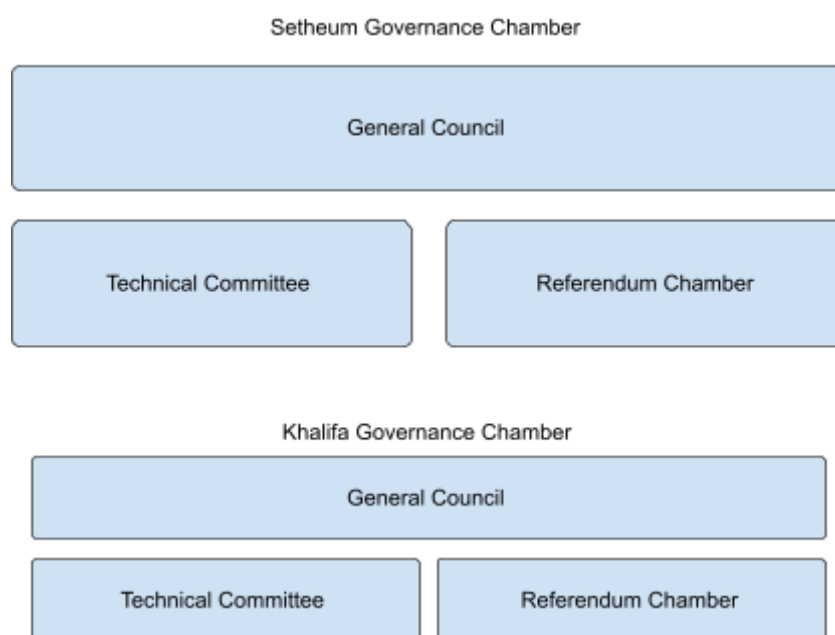 Setheum Governance Chamber
General Council
Technical Committee
Referendum Chamber
Khalifa Governance Chamber
General Council
Technical Committee
Referendum Chamber